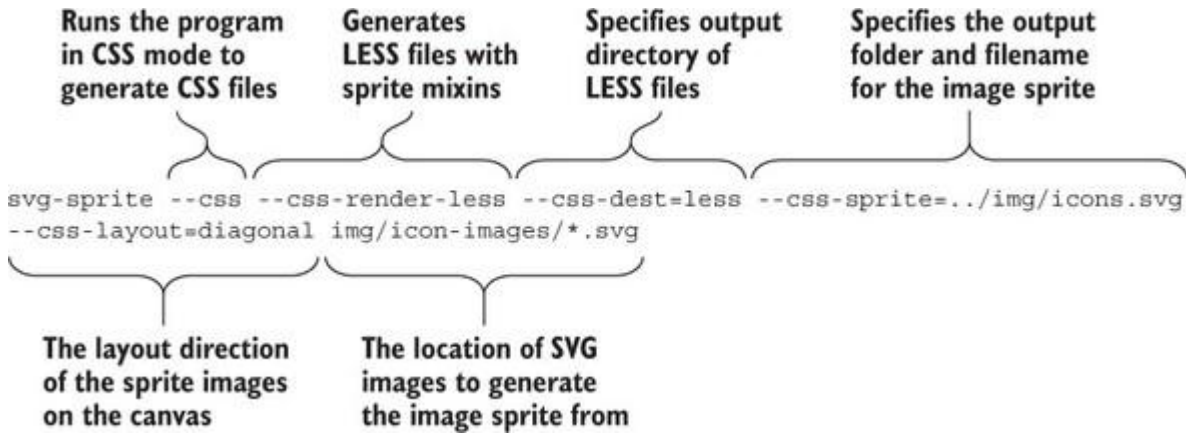 Runs the program
in CSS mode to
generate CSS files
Generates
LESS files with
sprite mixins
Specifies output
directory of
LESS files
Specifies the output
folder and filename
for the image sprite
svg-sprite --css --css-render-less --css-dest=less --css-sprite=../img/icons.svg
--css-layout=diagonal img/icon-images/*.svg
The layout direction
of the sprite images
on the canvas
The location of SVG
images to generate
the image sprite from